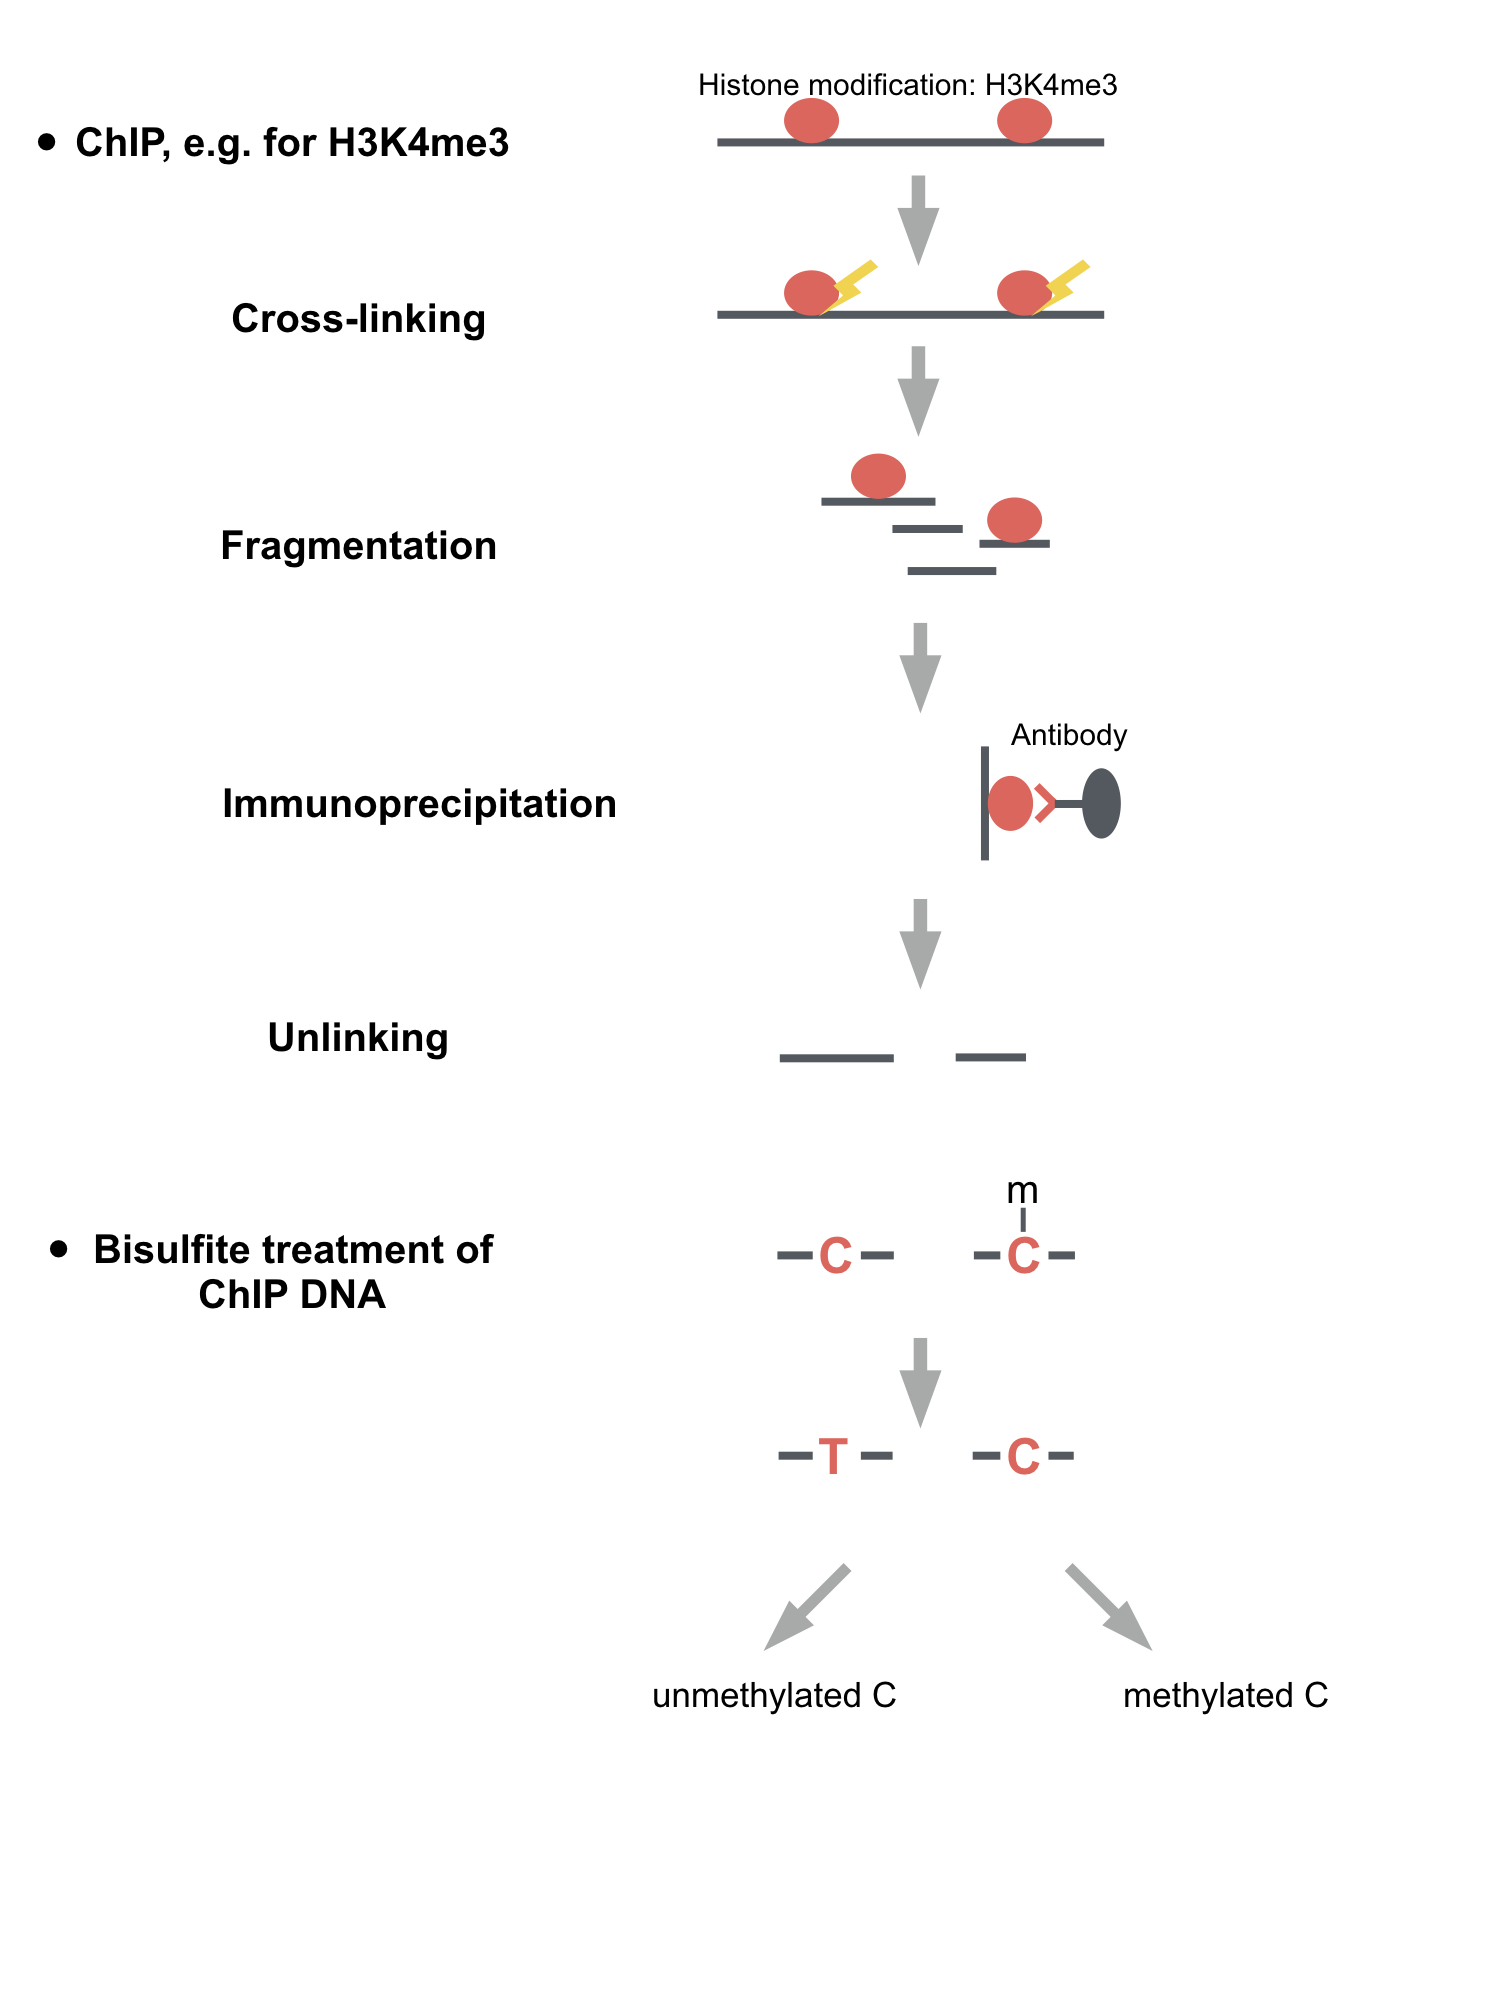 Histone modification: H3K4me3
• ChIP, e.g. for H3K4me3
Cross-linking
Fragmentation
Antibody
Immunoprecipitation
Unlinking
m
C C
• Bisulfite treatment of
ChIP DNA
T C
unmethylated C methylated C